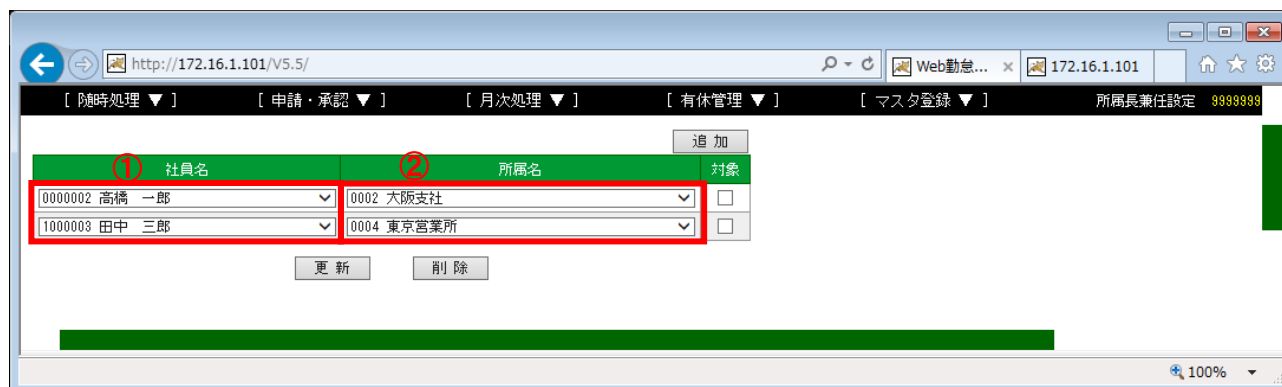 http://172.16.1.101/V5.5/ Web勤怠... × 172.16.1.101
[ 随時処理 ▼ ] [ 申請・承認 ▼ ] [ 月次処理 ▼ ] [ 有休管理 ▼ ] [ マスタ登録 ▼ ] 所属長兼任設定 9999999
追 加
① 社員名 ② 所属名 対象
0000002 高橋 一郎 0002 大阪支社
1000003 田中 三郎 0004 東京営業所
更 新 削 除
100%